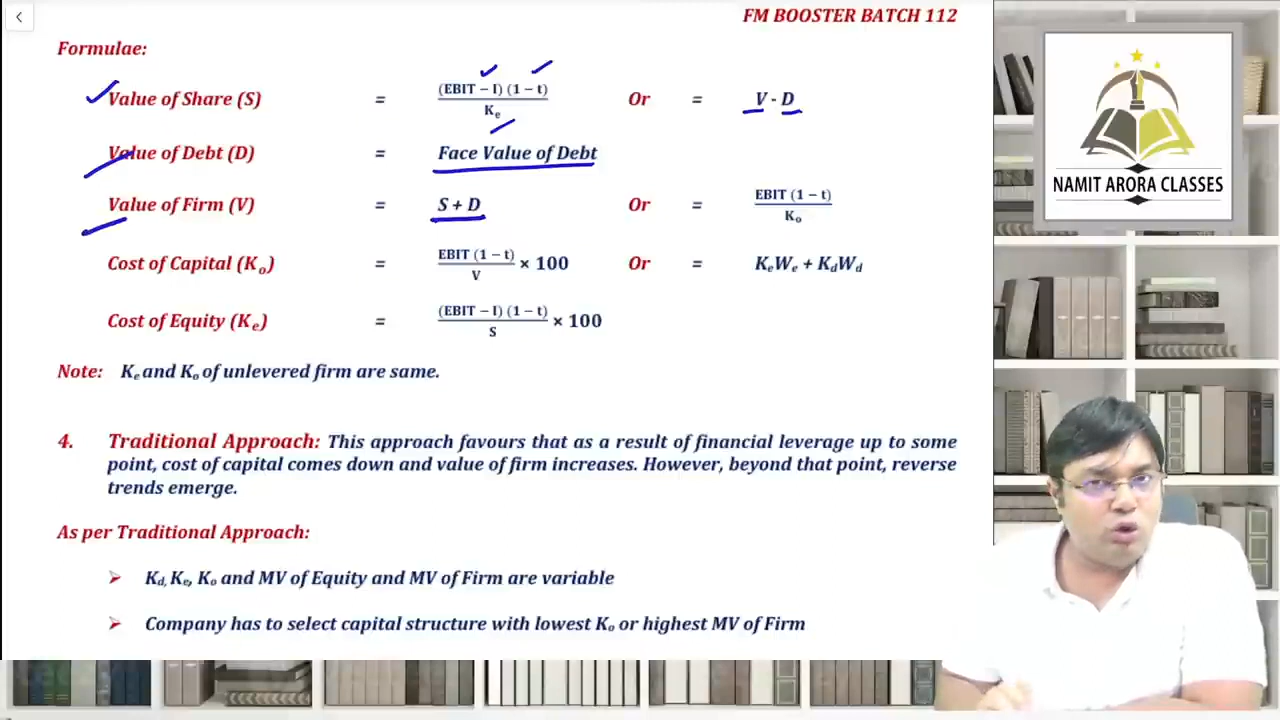 FM BOOSTER BATCH 112
Formulae:
Value of Share (S) = (EBIT – I) (1 – t) / Ke Or = V - D
Value of Debt (D) = Face Value of Debt
Value of Firm (V) = S + D Or = EBIT (1 – t) / Ko
Cost of Capital (Ko) = EBIT (1 – t) / V × 100 Or = KeWe + KdWd
Cost of Equity (Ke) = (EBIT – I) (1 – t) / S × 100
Note: Ke and Ko of unlevered firm are same.
4. Traditional Approach: This approach favours that as a result of financial leverage up to some
point, cost of capital comes down and value of firm increases. However, beyond that point, reverse
trends emerge.
As per Traditional Approach:
➢ Kd, Ke, Ko and MV of Equity and MV of Firm are variable
➢ Company has to select capital structure with lowest Ko or highest MV of Firm
NAMIT ARORA CLASSES